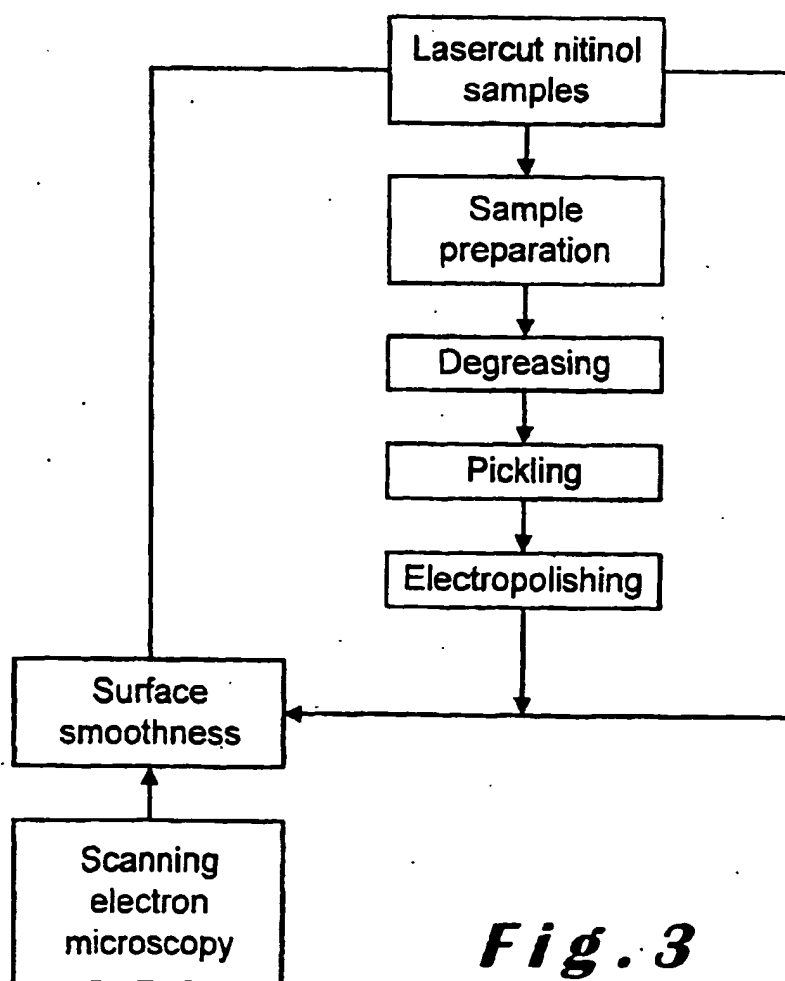 Lasercut nitinol
samples
Sample
preparation
Degreasing
Pickling
Electropolishing
Surface
smoothness
Scanning
electron
microscopy
Fig. 3